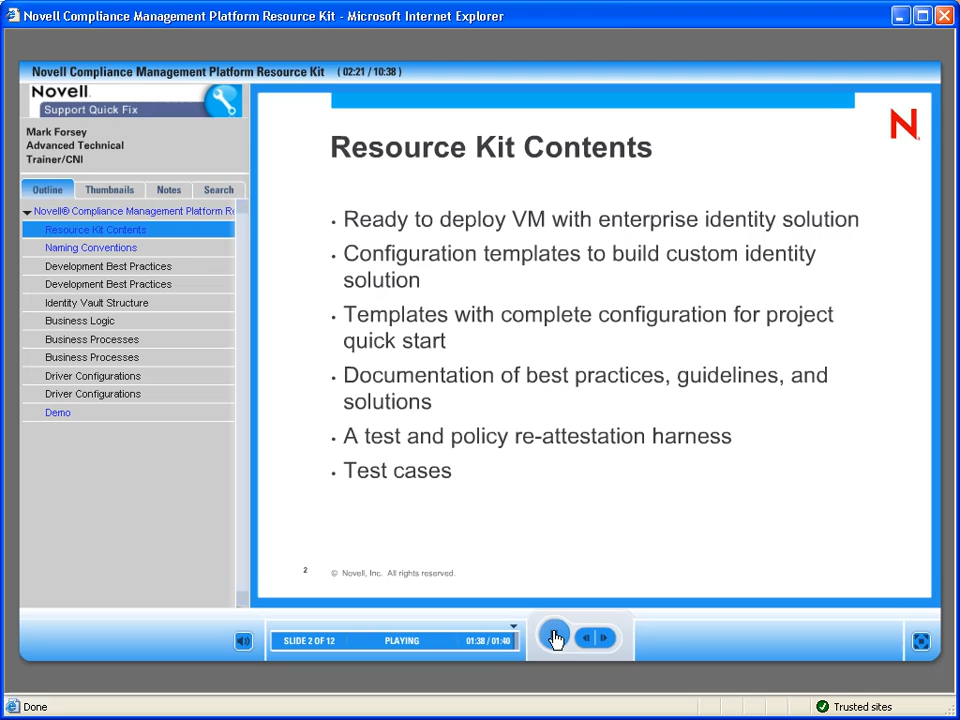 Novell Compliance Management Platform Resource Kit - Microsoft Internet Explorer
Novell Compliance Management Platform Resource Kit ( 02:21 / 10:38 )
Novell.
Support Quick Fix
Mark Forsey
Advanced Technical
Trainer/CNI
Outline Thumbnails Notes Search
Novell® Compliance Management Platform Re
Resource Kit Contents
Naming Conventions
Development Best Practices
Development Best Practices
Identity Vault Structure
Business Logic
Business Processes
Business Processes
Driver Configurations
Driver Configurations
Demo
N
Resource Kit Contents
• Ready to deploy VM with enterprise identity solution
• Configuration templates to build custom identity
solution
• Templates with complete configuration for project
quick start
• Documentation of best practices, guidelines, and
solutions
• A test and policy re-attestation harness
• Test cases
2 © Novell, Inc. All rights reserved.
SLIDE 2 OF 12 PLAYING 01:38 / 01:40
Done Trusted sites